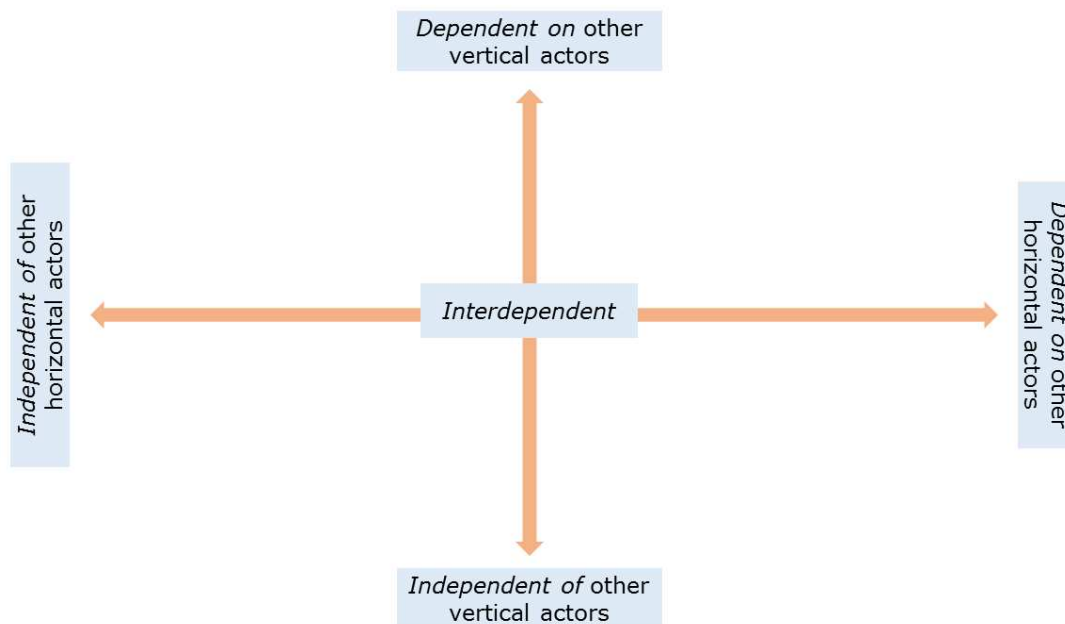 Dependent on other
vertical actors
Independent of other
horizontal actors
Interdependent
Dependent on other
horizontal actors
Independent of other
vertical actors